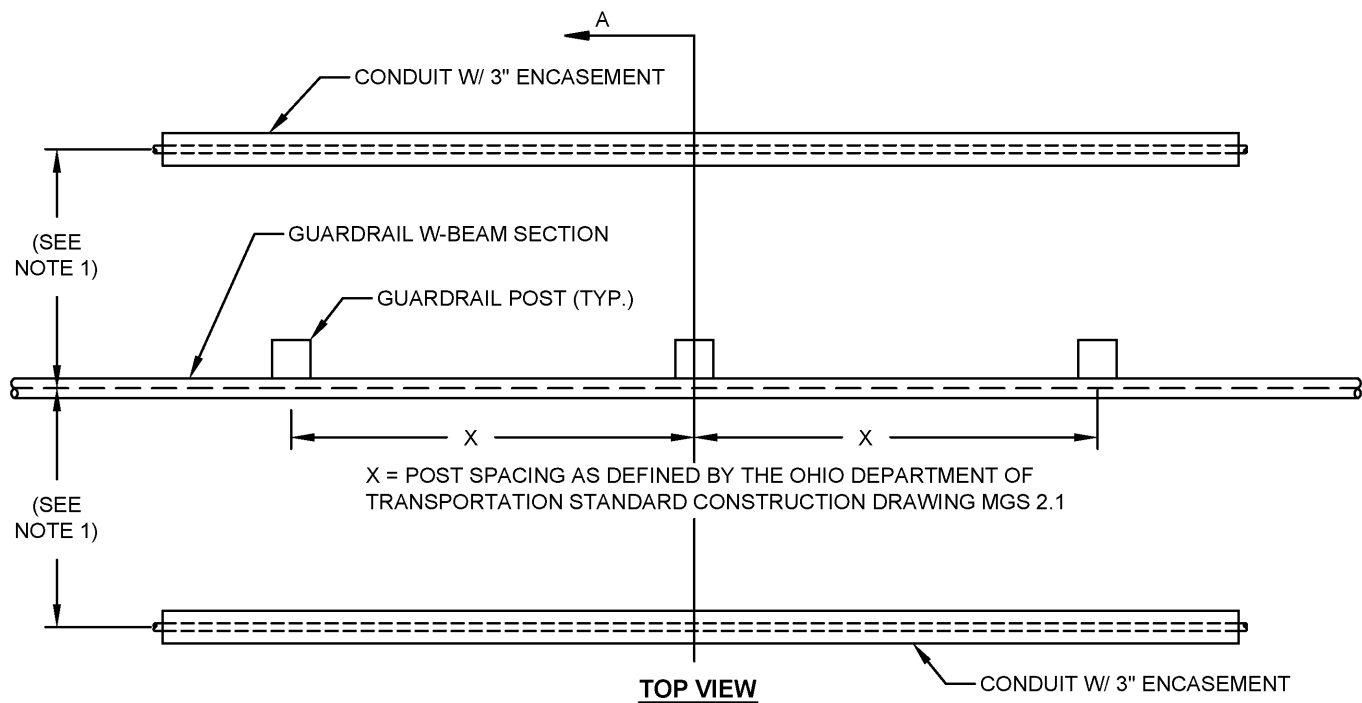 A
CONDUIT W/ 3" ENCASEMENT
(SEE
NOTE 1)
GUARDRAIL W-BEAM SECTION
GUARDRAIL POST (TYP.)
X
X
X = POST SPACING AS DEFINED BY THE OHIO DEPARTMENT OF
TRANSPORTATION STANDARD CONSTRUCTION DRAWING MGS 2.1
(SEE
NOTE 1)
CONDUIT W/ 3" ENCASEMENT
TOP VIEW